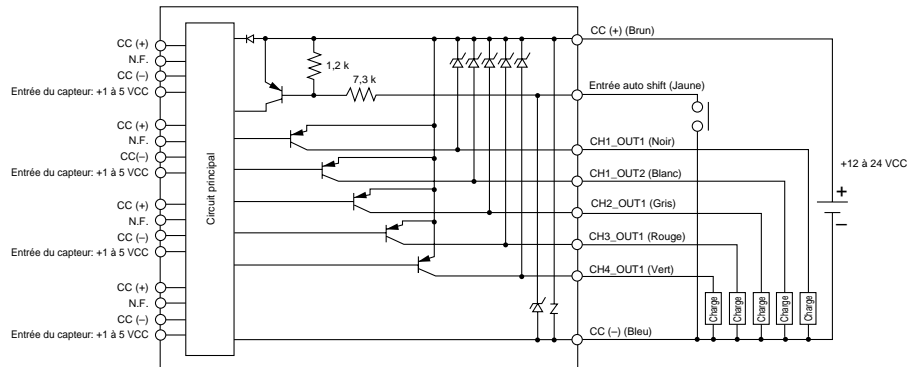 CC (+)
N.F.
CC (–)
Entrée du capteur: +1 à 5 VCC
CC (+)
N.F.
CC(–)
Entrée du capteur: +1 à 5 VCC
CC (+)
N.F.
CC (–)
Entrée du capteur: +1 à 5 VCC
CC (+)
N.F.
CC (–)
Entrée du capteur: +1 à 5 VCC
Circuit principal
1,2 k
7,3 k
CC (+) (Brun)
Entrée auto shift (Jaune)
CH1_OUT1 (Noir)
CH1_OUT2 (Blanc)
CH2_OUT1 (Gris)
CH3_OUT1 (Rouge)
CH4_OUT1 (Vert)
CC (–) (Bleu)
Charge
Charge
Charge
Charge
Charge
+12 à 24 VCC
+
–